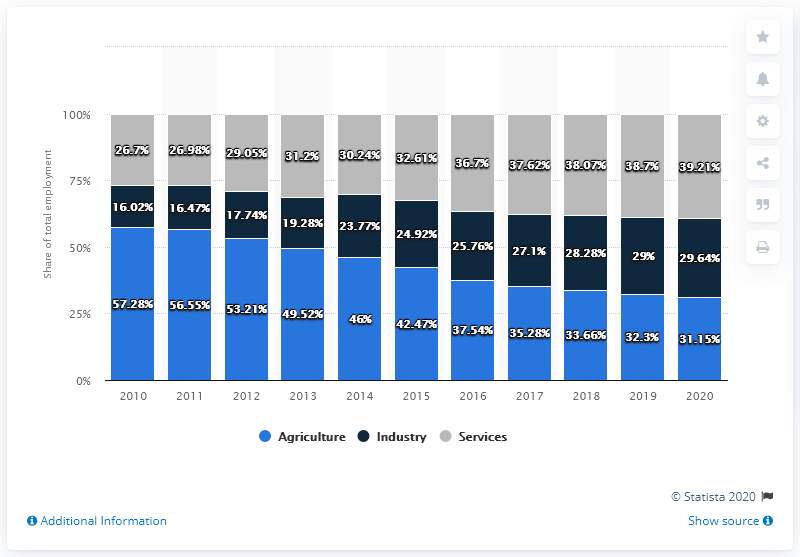 100%
75%
50%
25%
0%
Share of total employment
26.7% 26.98% 29.05% 31.2% 30.24% 32.61% 36.7% 37.62% 38.07% 38.7% 39.21%
16.02% 16.47% 17.74% 19.28% 23.77% 24.92% 25.76% 27.1% 28.28% 29% 29.64%
57.28% 56.55% 53.21% 49.52% 46% 42.47% 37.54% 35.28% 33.66% 32.3% 31.15%
2010 2011 2012 2013 2014 2015 2016 2017 2018 2019 2020
Agriculture Industry Services
© Statista 2020
Additional Information
Show source